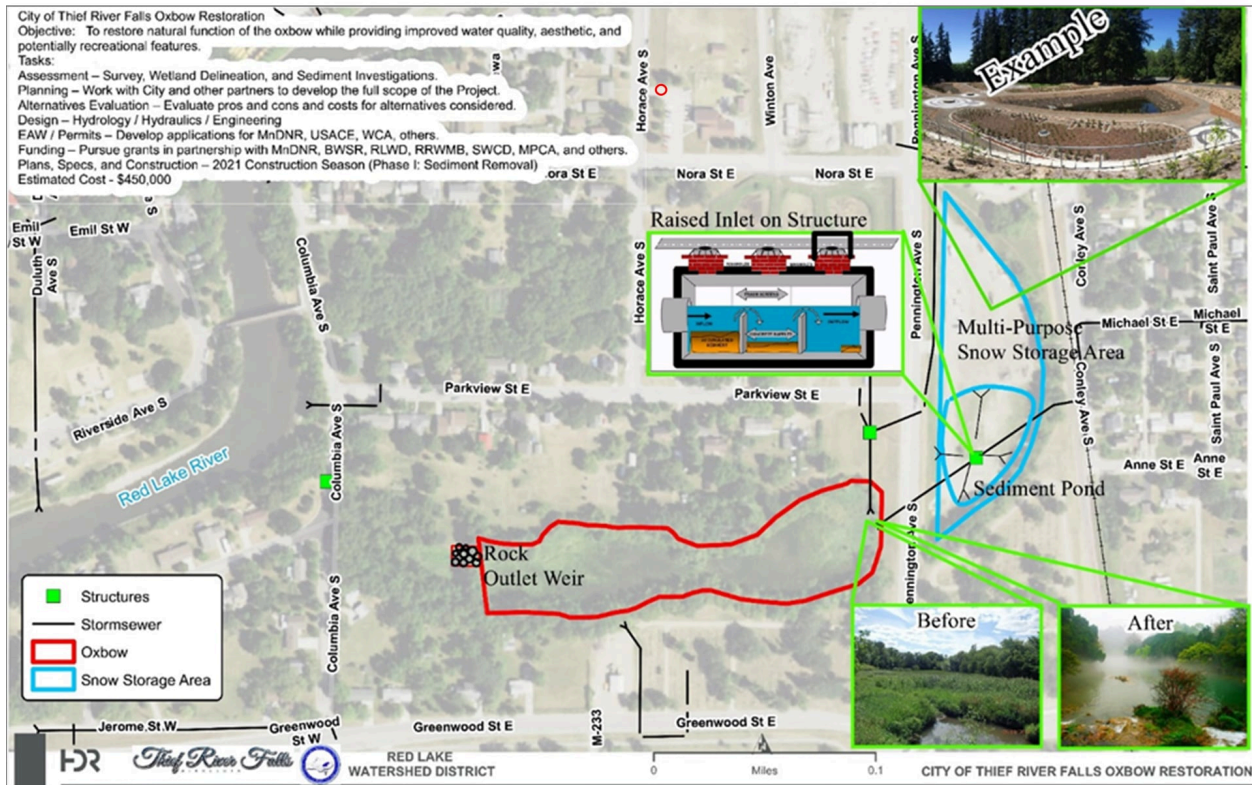 City of Thief River Falls Oxbow Restoration
Objective: To restore natural function of the oxbow while providing improved water quality, aesthetic, and
potentially recreational features.
Tasks:
Assessment – Survey, Wetland Delineation, and Sediment Investigations.
Planning – Work with City and other partners to develop the full scope of the Project.
Alternatives Evaluation – Evaluate pros and cons and costs for alternatives considered.
Design – Hydrology / Hydraulics / Engineering
EAW / Permits – Develop applications for MnDNR, USACE, WCA, others.
Funding – Pursue grants in partnership with MnDNR, BWSR, RLWD, RRWMB, SWCD, MPCA, and others.
Plans, Specs, and Construction – 2021 Construction Season (Phase I: Sediment Removal)
Estimated Cost - $450,000
Example
Horace Ave S
Winton Ave
Pennington Ave S
Nora St E
Nora St E
Emil
St W
Emil St W
Duluth
Ave S
Columbia Ave S
Riverside Ave S
Red Lake River
Raised Inlet on Structure
Horace Ave S
Pennington Ave S
Corley Ave S
Saint Paul Ave S
Multi-Purpose
Snow Storage Area
Michael St E
Michael
St E
Parkview St E
Parkview St E
Conley Ave S
Saint Paul Ave S
Columbia Ave S
Anne St E
Anne
St E
Sediment Pond
Rock
Outlet Weir
Columbia Ave S
Structures
Stormsewer
Oxbow
Snow Storage Area
Before
After
Jerome St W
Greenwood
St W
Greenwood St E
M-233
Greenwood St E
HDR
Thief River Falls
RED LAKE
WATERSHED DISTRICT
0
Miles
0.1
CITY OF THIEF RIVER FALLS OXBOW RESTORATION